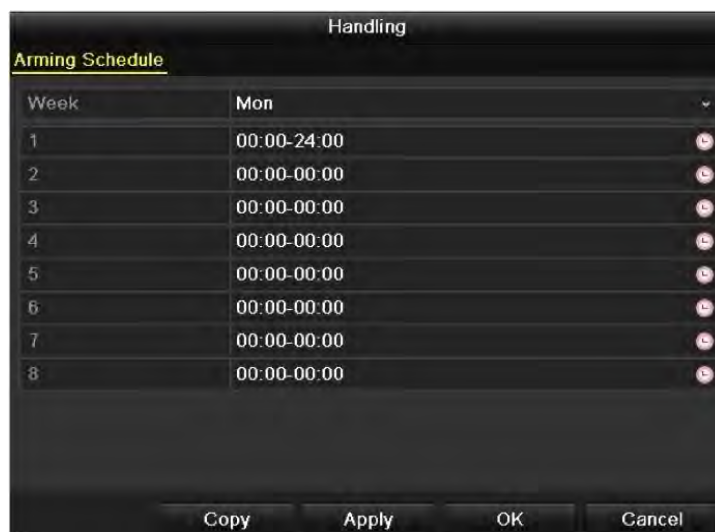 Handling
Arming Schedule
Week Mon
1 00:00-24:00
2 00:00-00:00
3 00:00-00:00
4 00:00-00:00
5 00:00-00:00
6 00:00-00:00
7 00:00-00:00
8 00:00-00:00
Copy Apply OK Cancel